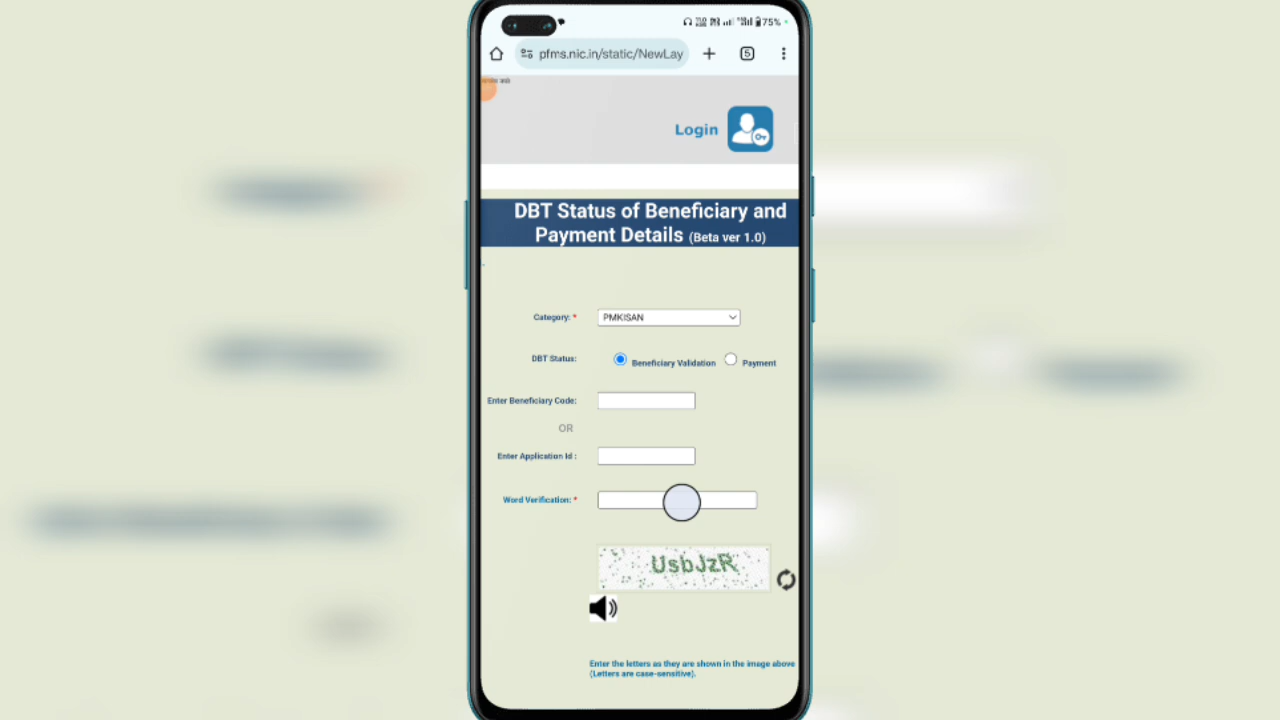 75%
pfms.nic.in/static/NewLay
5
Login
DBT Status of Beneficiary and
Payment Details (Beta ver 1.0)
Category: *
PMKISAN
DBT Status:
Beneficiary Validation
Payment
Enter Beneficiary Code:
OR
Enter Application Id :
Word Verification: *
UsbJzR
Enter the letters as they are shown in the image above
(Letters are case-sensitive).